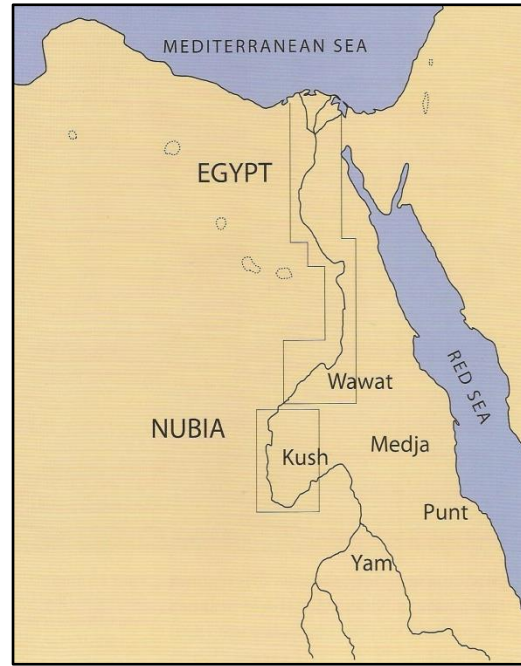 MEDITERRANEAN SEA
EGYPT
RED SEA
Wawat
NUBIA
Medja
Kush
Punt
Yam